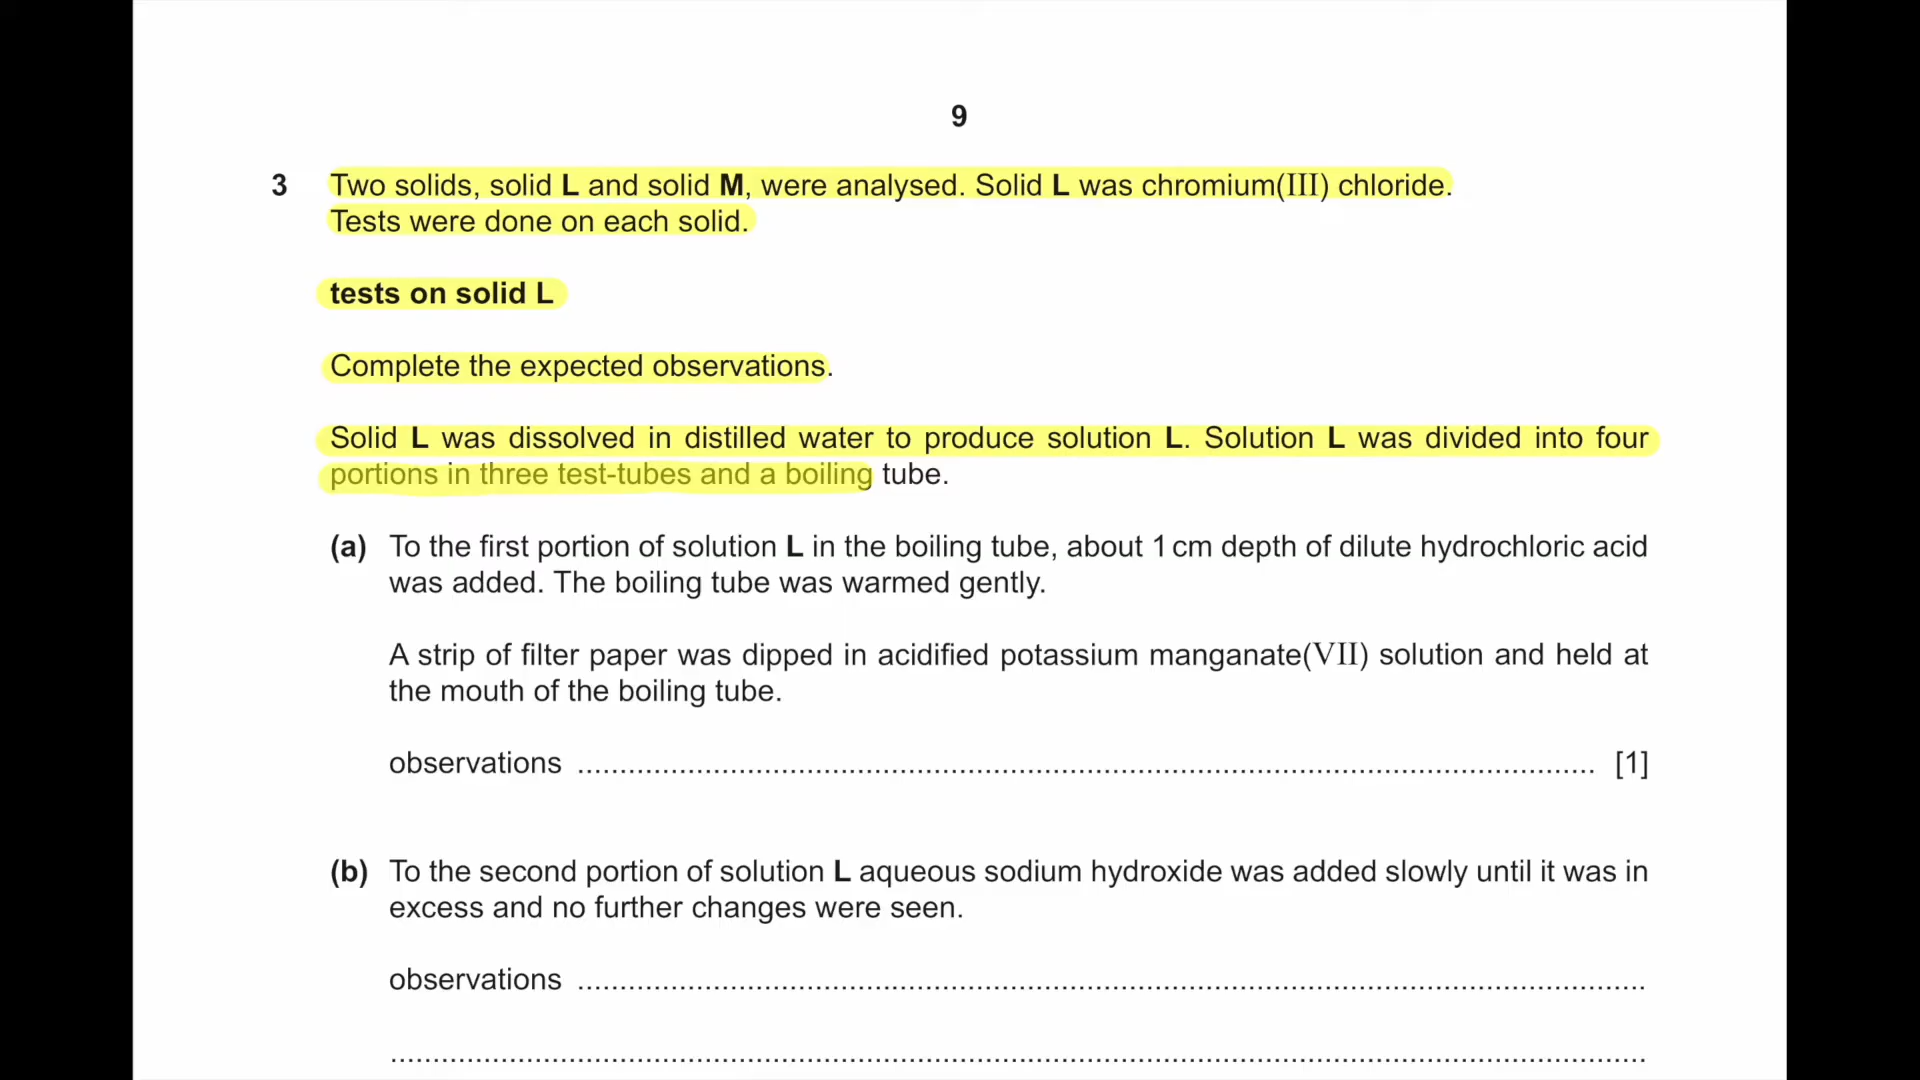 9
3 Two solids, solid L and solid M, were analysed. Solid L was chromium(III) chloride.
Tests were done on each solid.
tests on solid L
Complete the expected observations.
Solid L was dissolved in distilled water to produce solution L. Solution L was divided into four
portions in three test-tubes and a boiling tube.
(a) To the first portion of solution L in the boiling tube, about 1 cm depth of dilute hydrochloric acid
was added. The boiling tube was warmed gently.
A strip of filter paper was dipped in acidified potassium manganate(VII) solution and held at
the mouth of the boiling tube.
observations .......................................................................................................................... [1]
(b) To the second portion of solution L aqueous sodium hydroxide was added slowly until it was in
excess and no further changes were seen.
observations ................................................................................................................................
......................................................................................................................................................